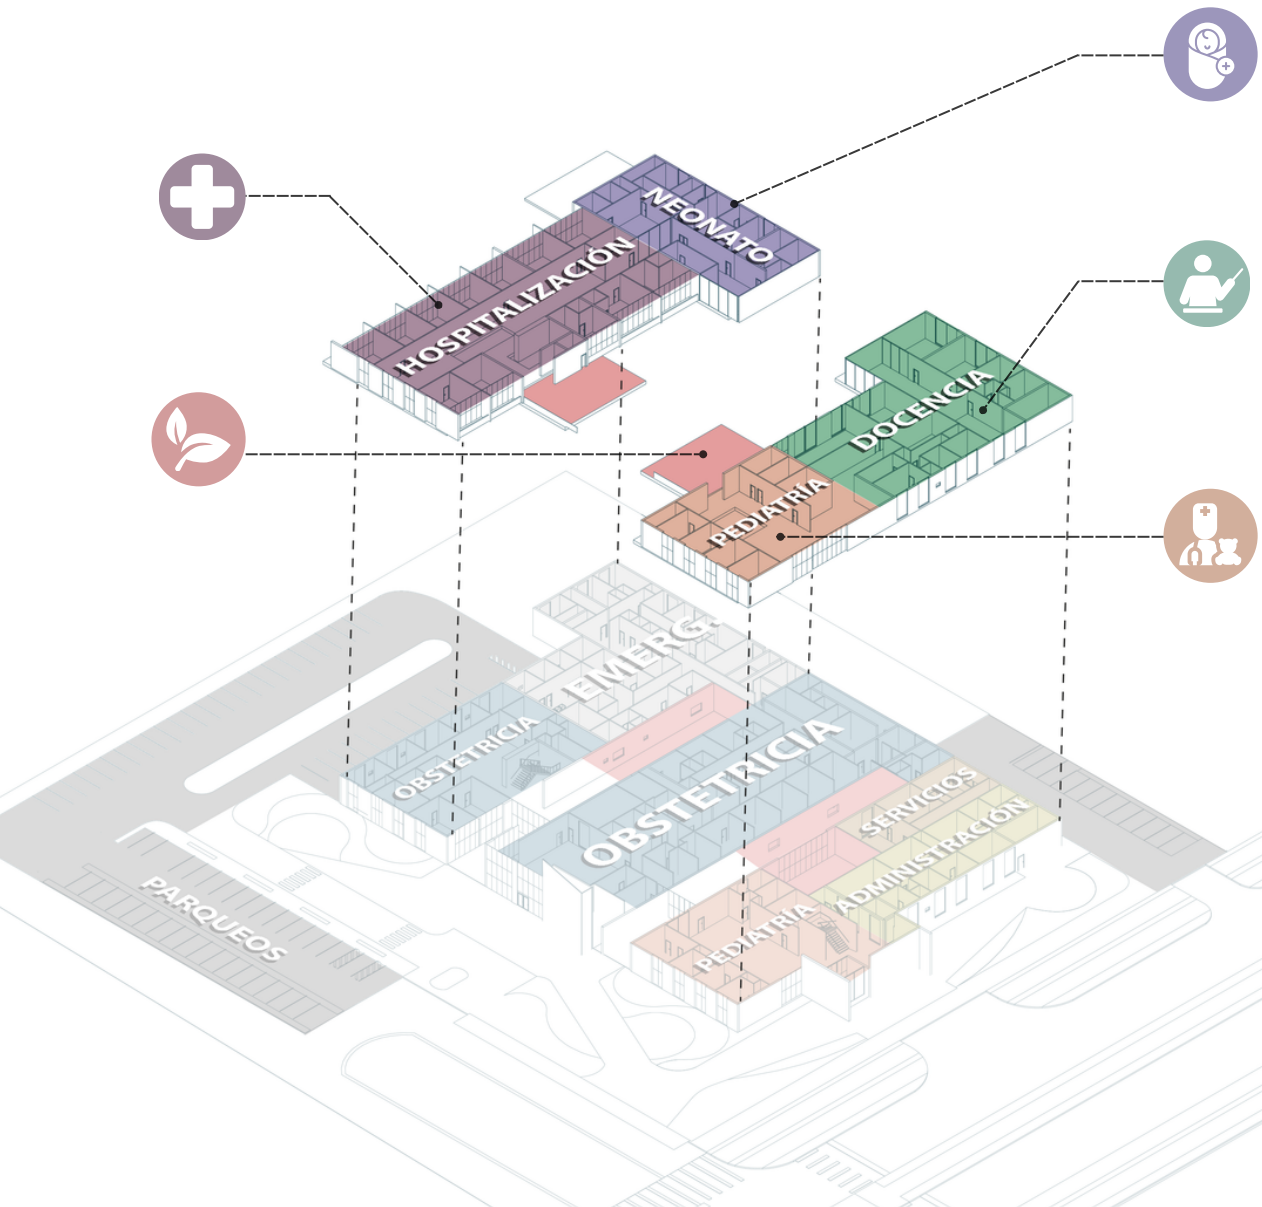 NEONATO
HOSPITALIZACIÓN
DOCENCIA
PEDIATRÍA
EMERG.
OBSTETRICIA
OBSTETRICIA
SERVICIOS
ADMINISTRACIÓN
PEDIATRÍA
PARQUEOS